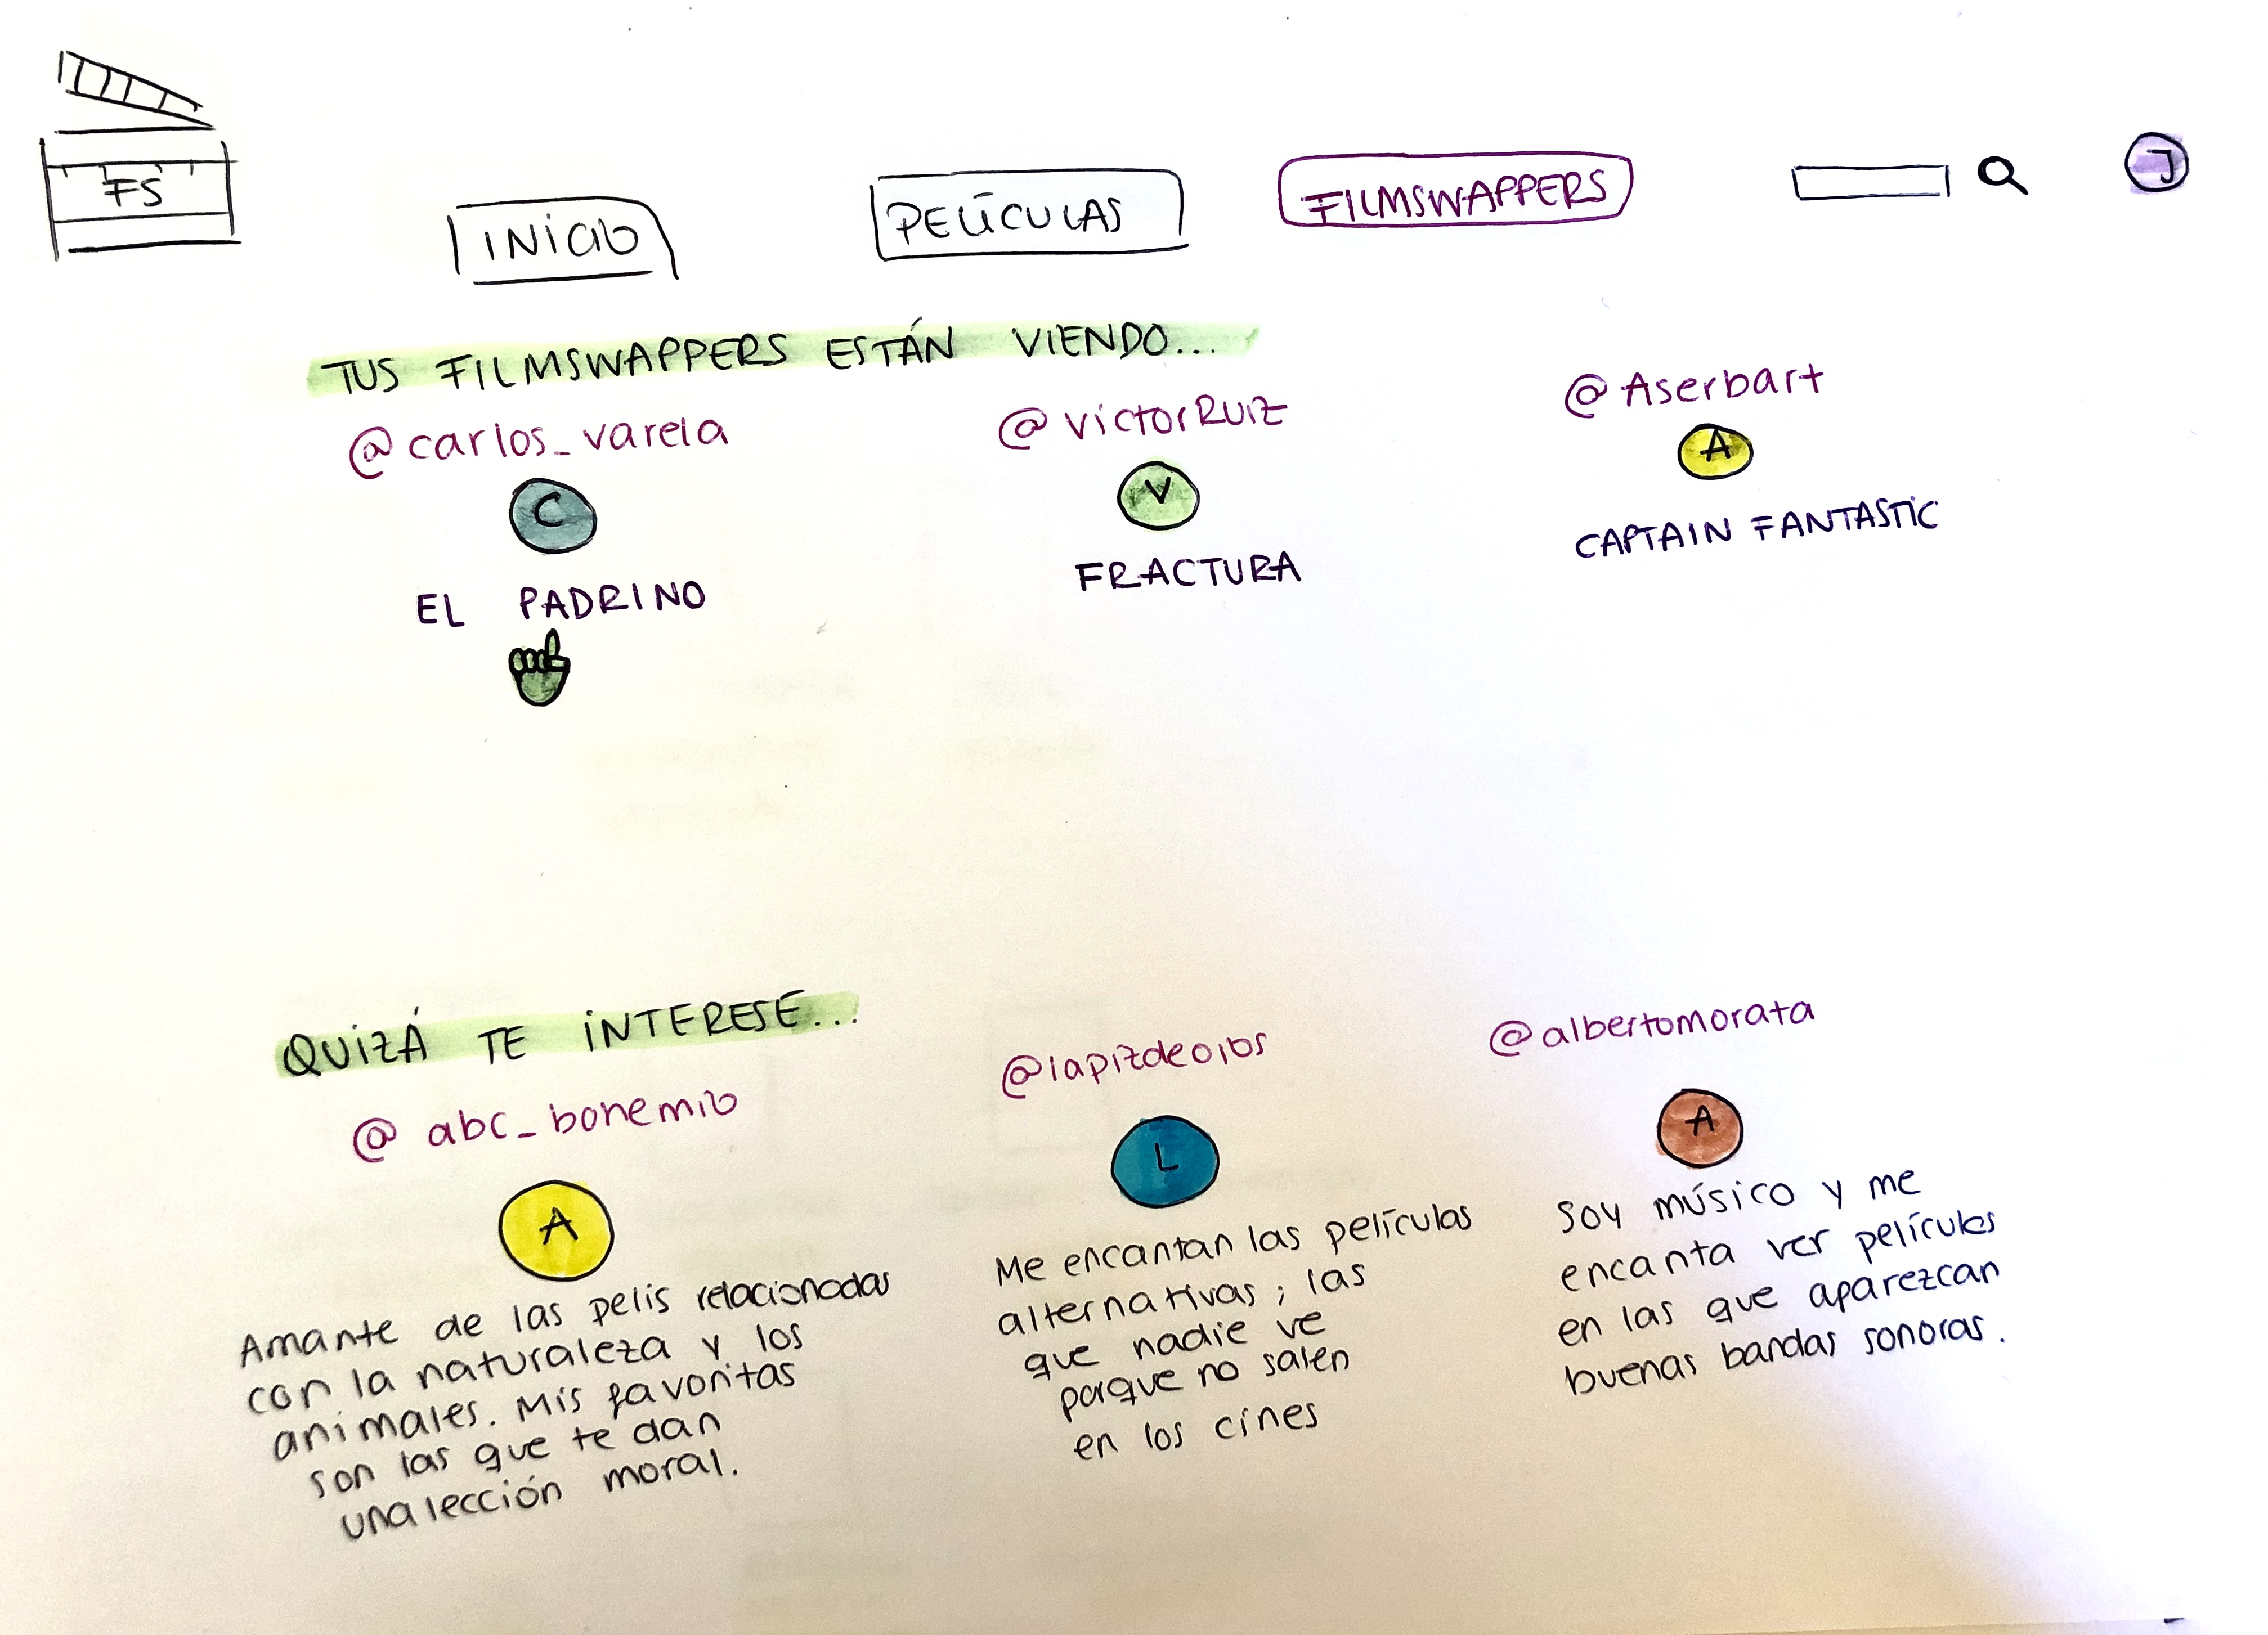 FS
INICIO
PELÍCULAS
FILMSWAPPERS
J
TUS FILMSWAPPERS ESTÁN VIENDO...
@carlos_varela
@victorRUIZ
@Aserbart
C
V
A
EL PADRINO
FRACTURA
CAPTAIN FANTASTIC
QUIZÁ TE INTERESE...
@abc_bohemio
@lapizdeojos
@albertomorata
A
L
A
Amante de las pelis relacionadas
con la naturaleza y los
animales. Mis favoritas
son las que te dan
una lección moral.
Me encantan las películas
alternativas; las
que nadie ve
porque no salen
en los cines
Soy músico y me
encanta ver películas
en las que aparezcan
buenas bandas sonoras.